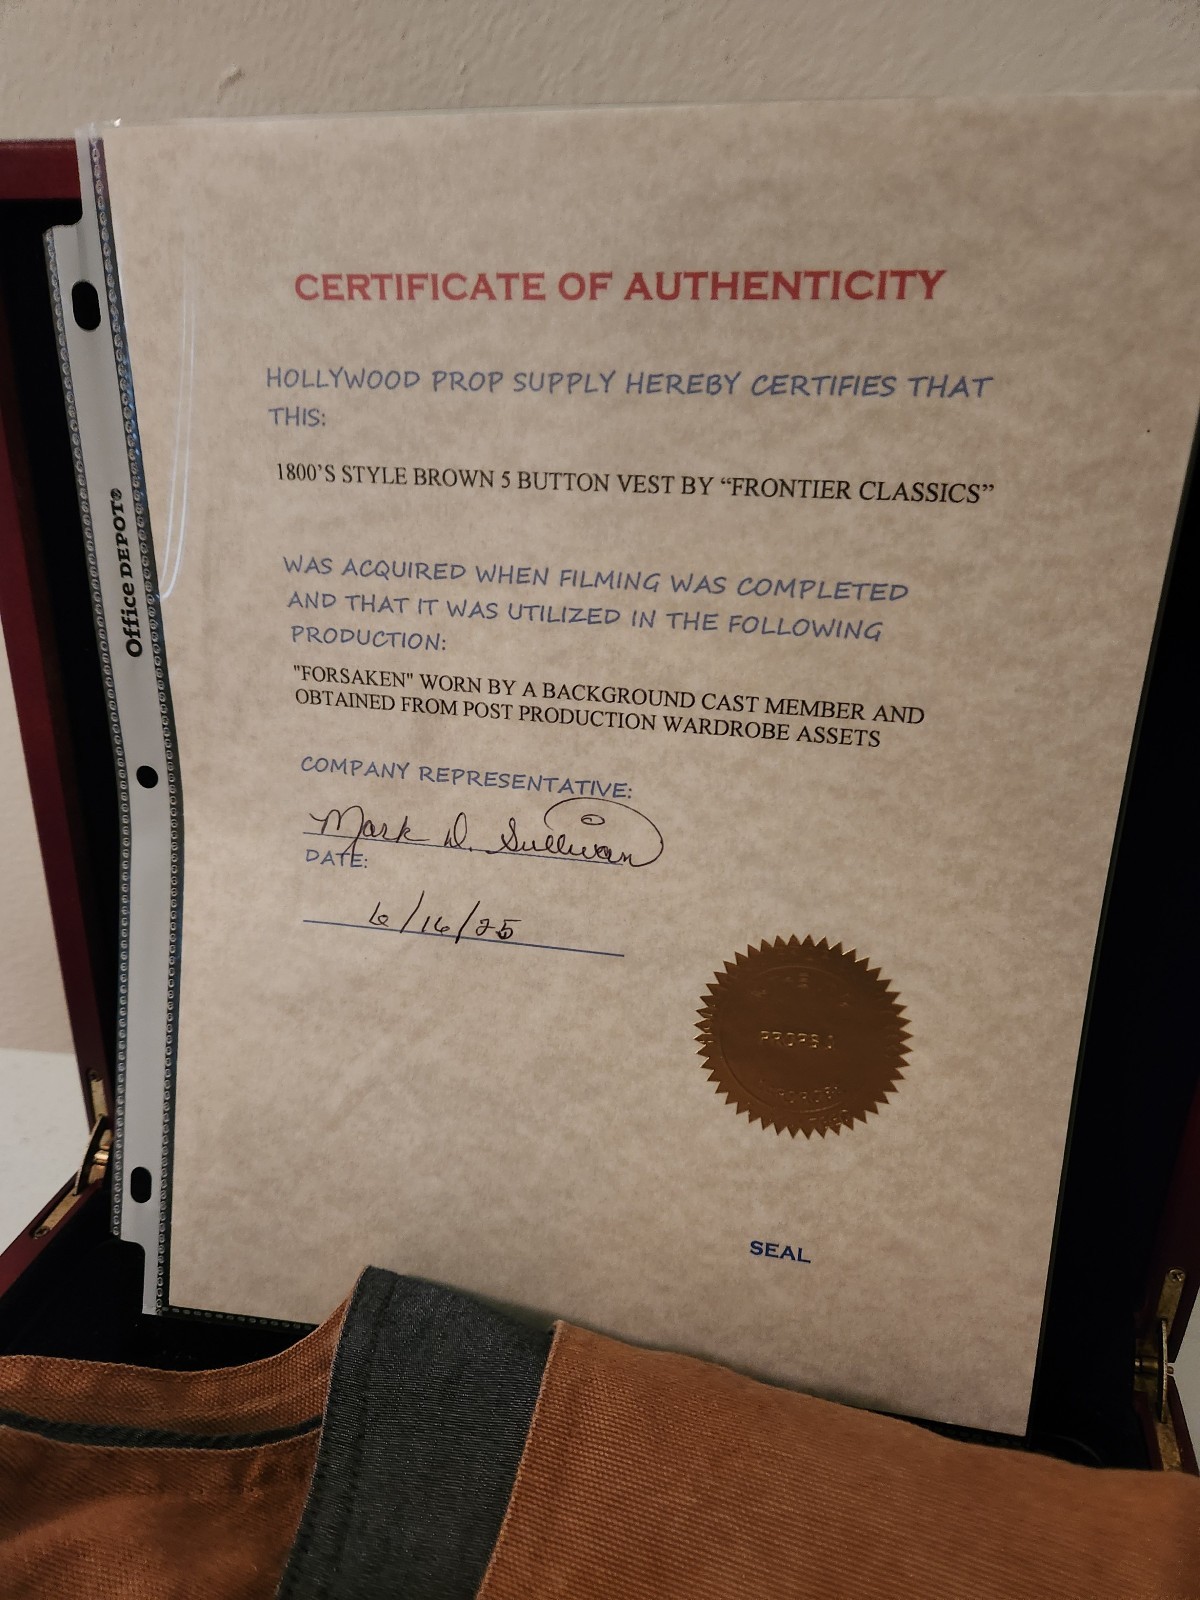 CERTIFICATE OF AUTHENTICITY
HOLLYWOOD PROP SUPPLY HEREBY CERTIFIES THAT
THIS:
1800'S STYLE BROWN 5 BUTTON VEST BY “FRONTIER CLASSICS”
WAS ACQUIRED WHEN FILMING WAS COMPLETED
AND THAT IT WAS UTILIZED IN THE FOLLOWING
PRODUCTION:
"FORSAKEN" WORN BY A BACKGROUND CAST MEMBER AND
OBTAINED FROM POST PRODUCTION WARDROBE ASSETS
COMPANY REPRESENTATIVE:
Mark D. Sullivan
DATE:
6/16/25
PROPS
SEAL
Office DEPOT®